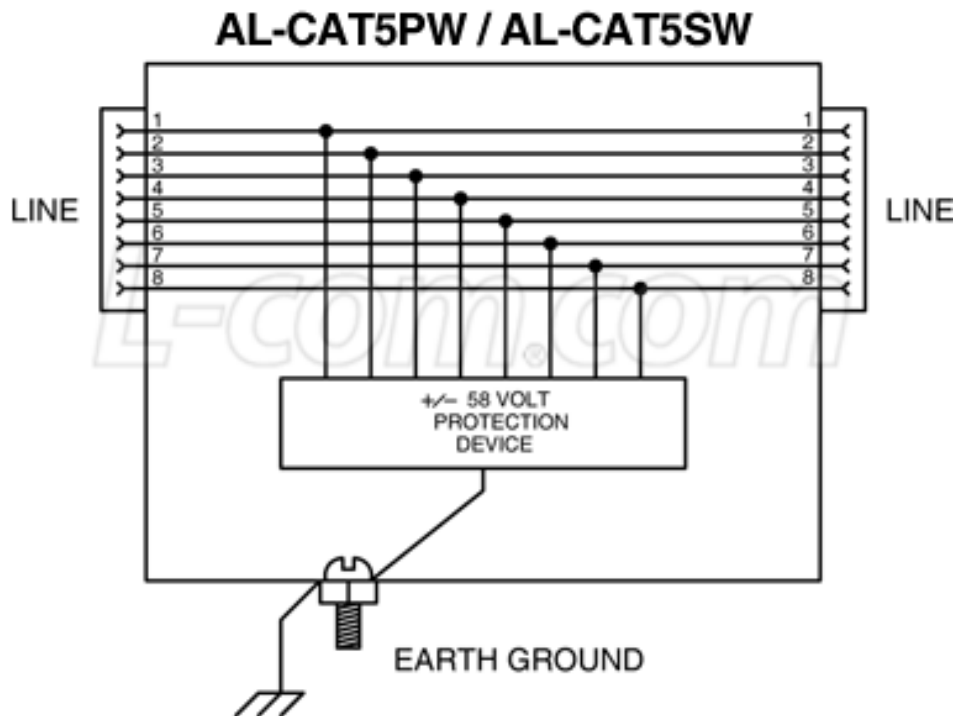 AL-CAT5PW / AL-CAT5SW
LINE
1
2
3
4
5
6
7
8
1
2
3
4
5
6
7
8
LINE
L-com®.com
+/− 58 VOLT
PROTECTION
DEVICE
EARTH GROUND